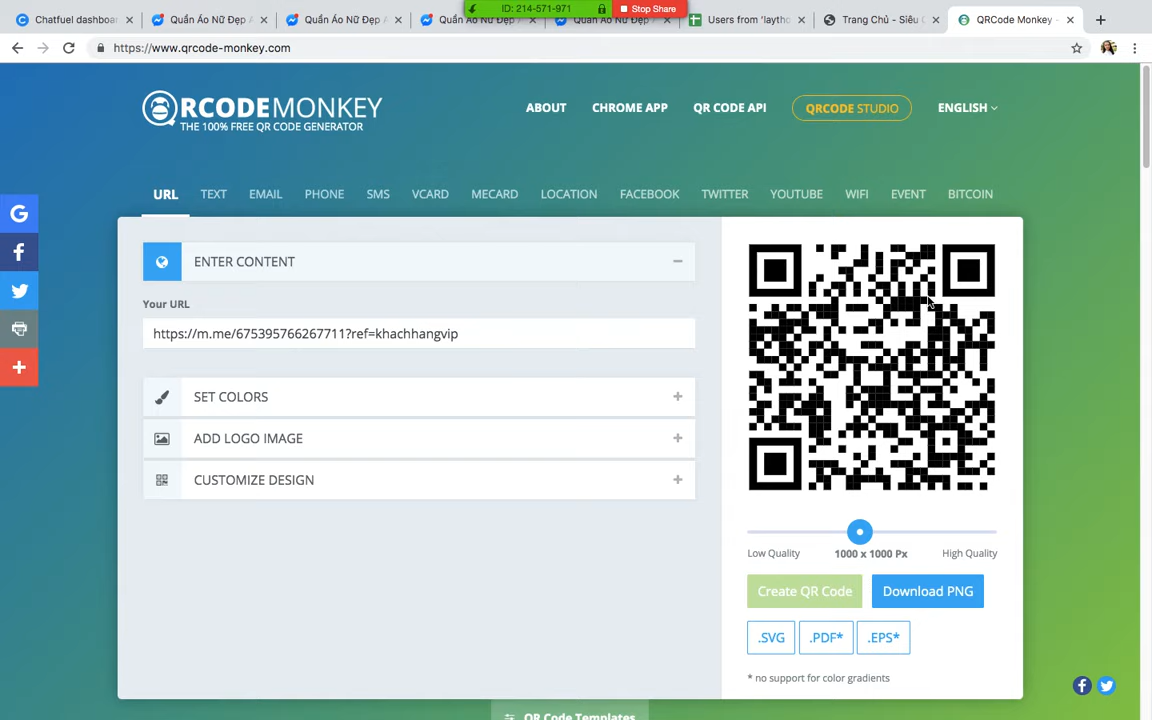 Chatfuel dashboa
Quần Áo Nữ Đẹp A
Quần Áo Nữ Đẹp A
Quần Áo Nữ Đẹp
Quần Áo Nữ Đẹp
Users from 'laytho
Trang Chủ - Siêu
QRCode Monkey -
ID: 214-571-971
Stop Share
https://www.qrcode-monkey.com
QRCODEMONKEY
THE 100% FREE QR CODE GENERATOR
ABOUT
CHROME APP
QR CODE API
QRCODE STUDIO
ENGLISH
URL
TEXT
EMAIL
PHONE
SMS
VCARD
MECARD
LOCATION
FACEBOOK
TWITTER
YOUTUBE
WIFI
EVENT
BITCOIN
ENTER CONTENT
Your URL
https://m.me/675395766267711?ref=khachhangvip
SET COLORS
ADD LOGO IMAGE
CUSTOMIZE DESIGN
Low Quality
1000 x 1000 Px
High Quality
Create QR Code
Download PNG
.SVG
.PDF*
.EPS*
* no support for color gradients
QR Code Templates